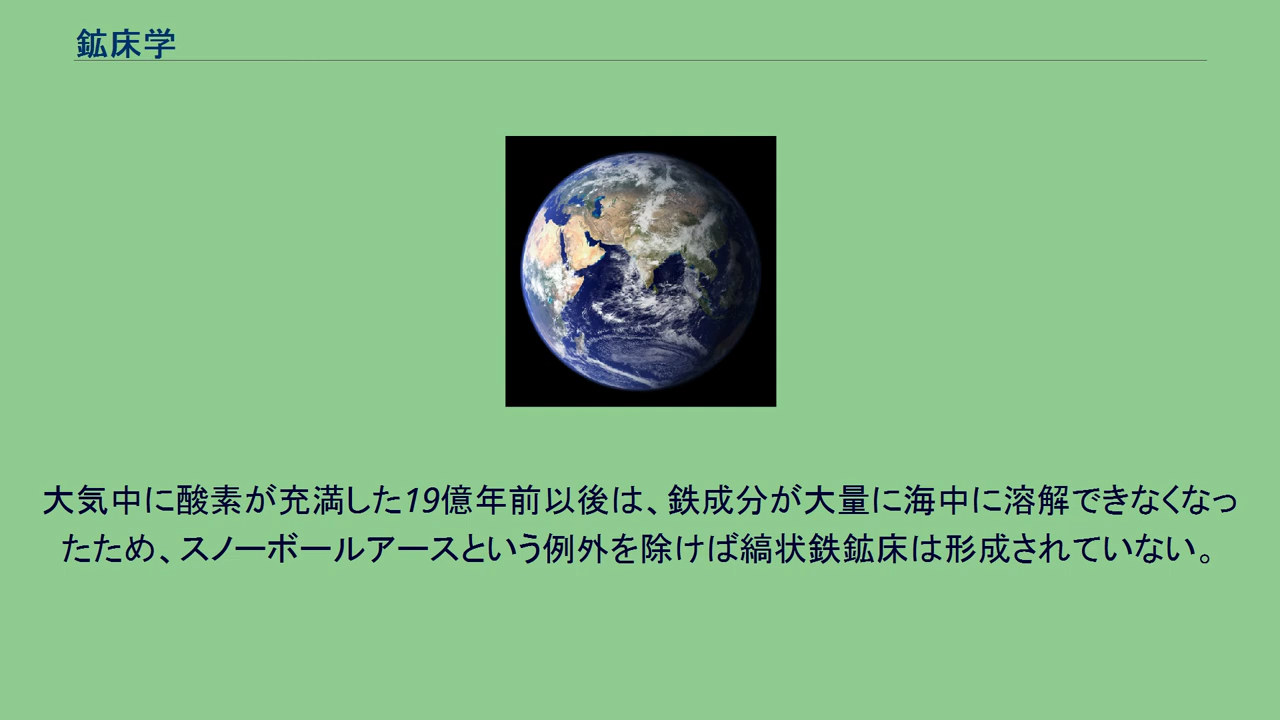 鉱床学
大気中に酸素が充満した19億年前以後は、鉄成分が大量に海中に溶解できなくなっ
たため、スノーボールアースという例外を除けば縞状鉄鉱床は形成されていない。